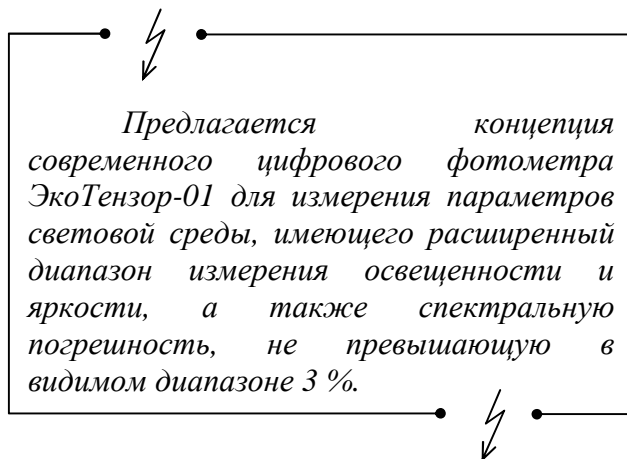 Предлагается концепция
современного цифрового фотометра
ЭкоТензор-01 для измерения параметров
световой среды, имеющего расширенный
диапазон измерения освещенности и
яркости, а также спектральную
погрешность, не превышающую в
видимом диапазоне 3 %.